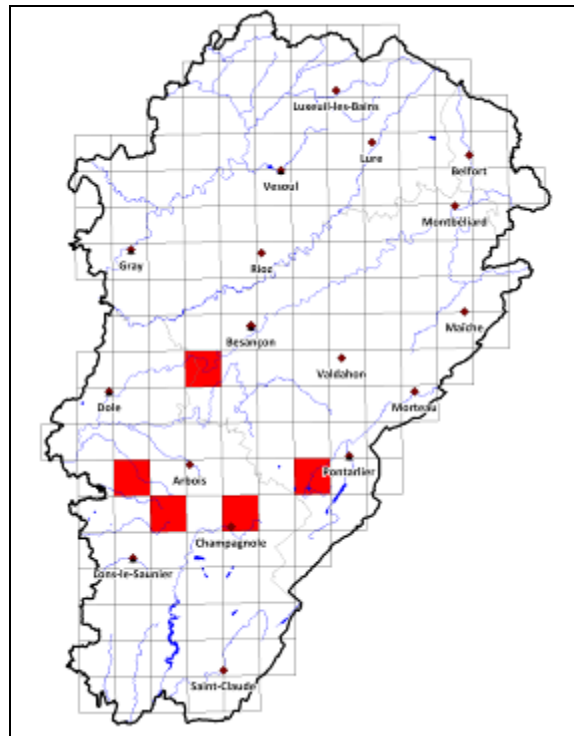 Luxeuil-les-Bains
Lure
Belfort
Vesoul
Montbéliard
Gray
Rioz
Maîche
Besançon
Valdahon
Dole
Morteau
Pontarlier
Arbois
Champagnole
Lons-le-Saunier
Saint-Claude